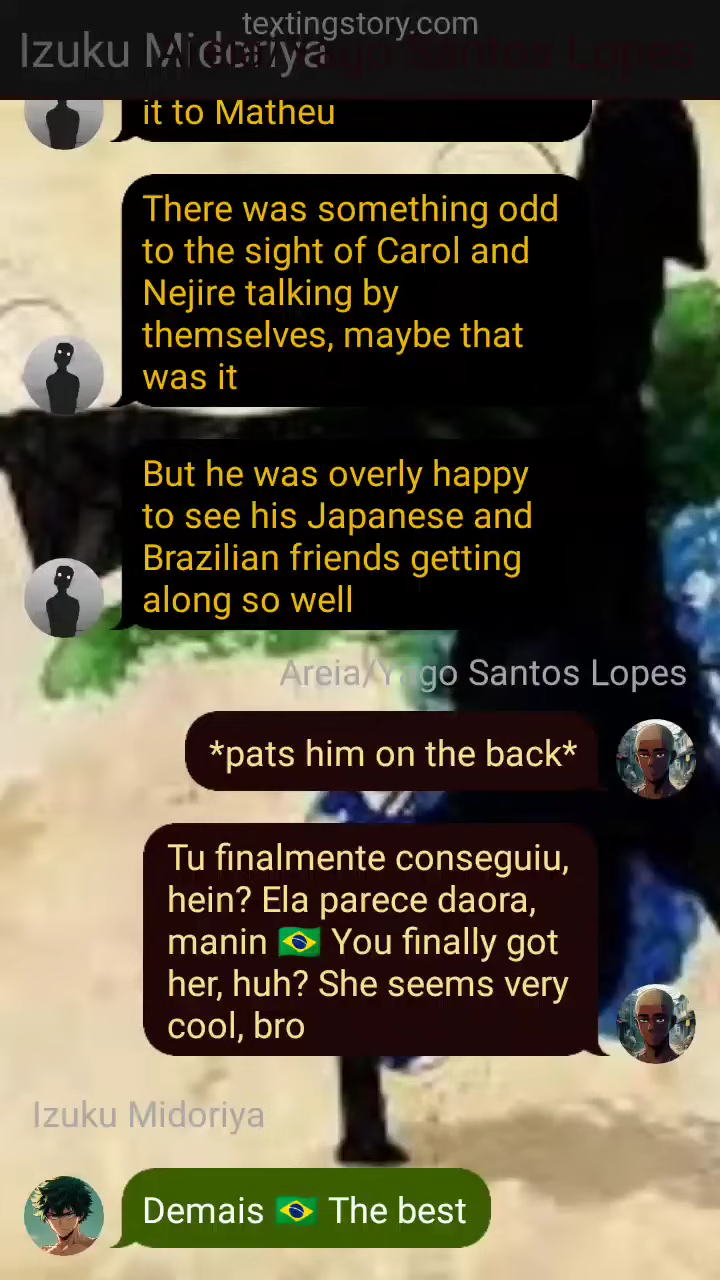 textingstory.com
Izuku Midoriya
Areia/Yago Santos Lopes
it to Matheu
There was something odd
to the sight of Carol and
Nejire talking by
themselves, maybe that
was it
But he was overly happy
to see his Japanese and
Brazilian friends getting
along so well
Areia/Yago Santos Lopes
*pats him on the back*
Tu finalmente conseguiu,
hein? Ela parece daora,
manin 🇧🇷 You finally got
her, huh? She seems very
cool, bro
Izuku Midoriya
Demais 🇧🇷 The best